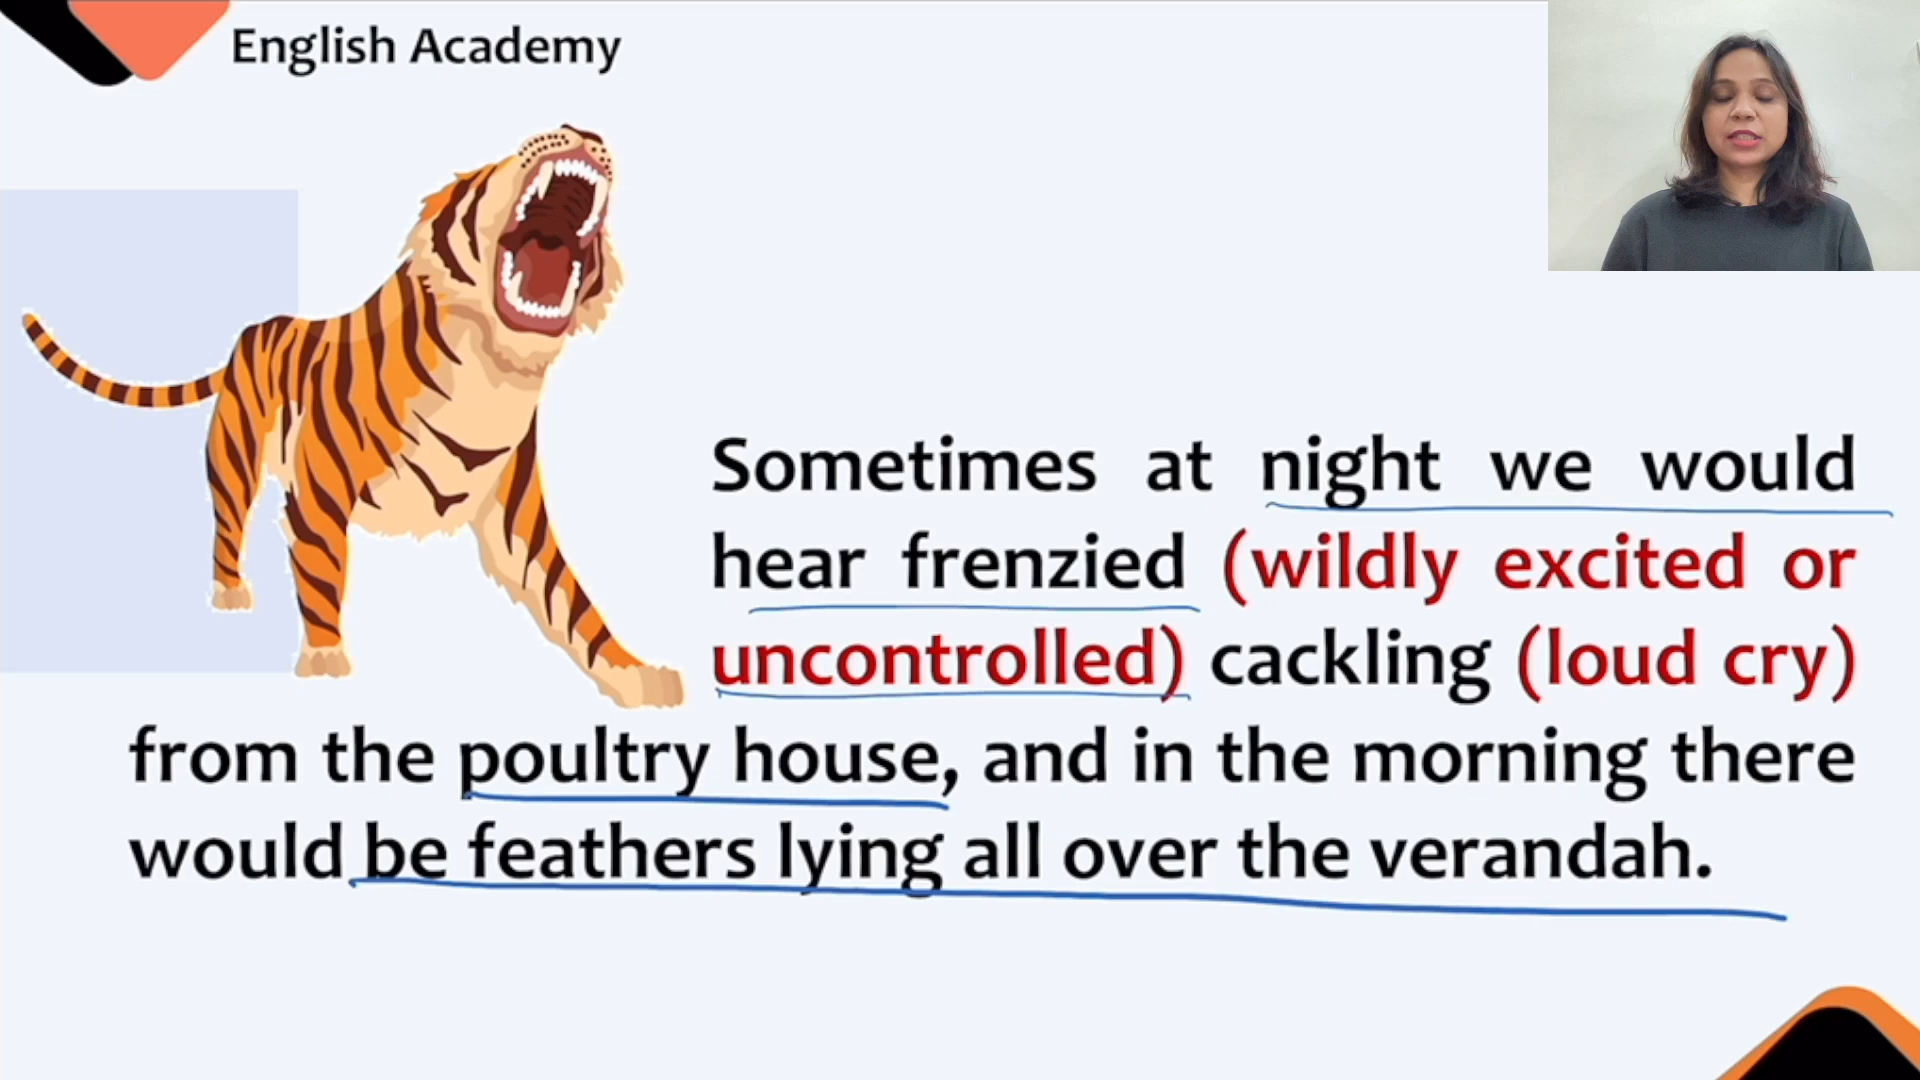 English Academy
Sometimes at night we would
hear frenzied (wildly excited or
uncontrolled) cackling (loud cry)
from the poultry house, and in the morning there
would be feathers lying all over the verandah.